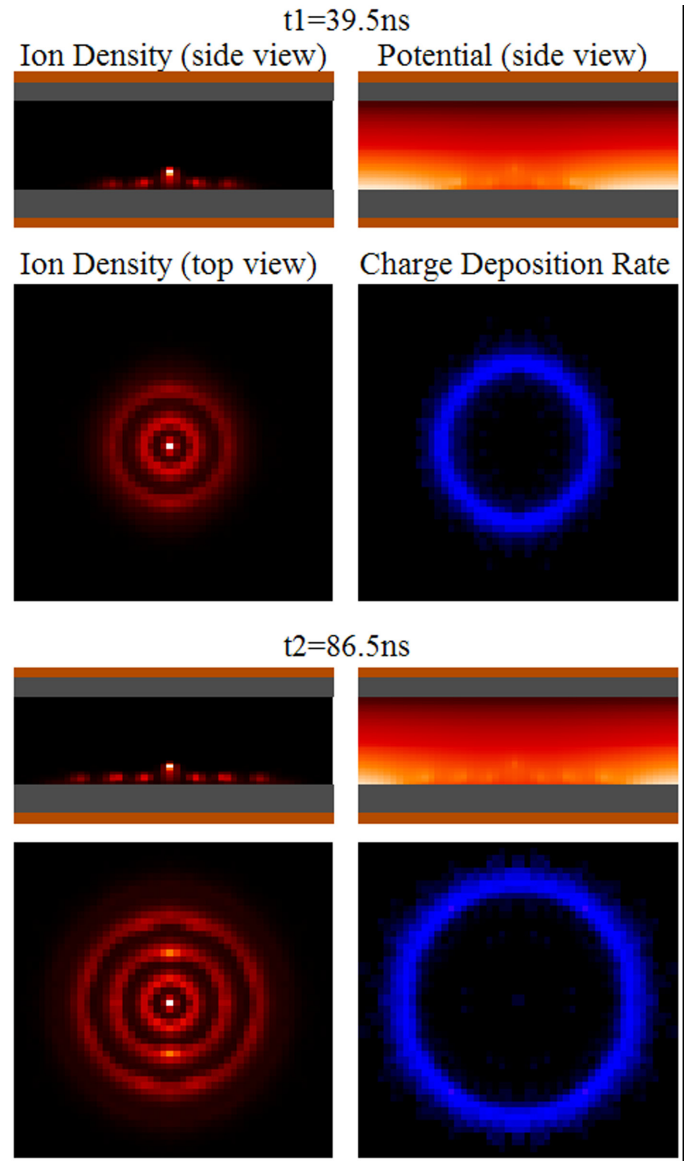 t1=39.5ns
Ion Density (side view) Potential (side view)
Ion Density (top view) Charge Deposition Rate
t2=86.5ns